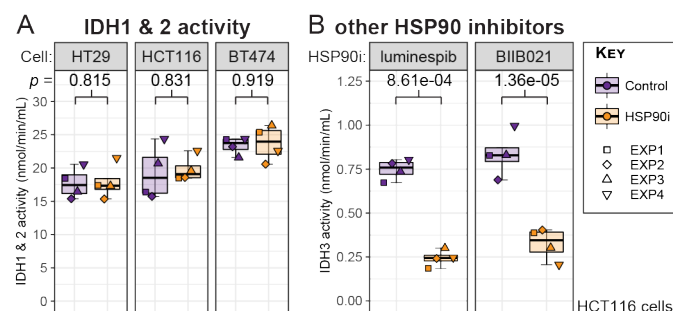 A IDH1 & 2 activity
Cell: HT29 HCT116 BT474
p = 0.815 0.831 0.919
IDH1 & 2 activity (nmol/min/mL)
30
25
20
15
10
5
0
B other HSP90 inhibitors
HSP90i: luminespib BIIB021
8.61e-04 1.36e-05
IDH3 activity (nmol/min/mL)
1.25
1.00
0.75
0.50
0.25
0.00
KEY
Control
HSP90i
EXP1
EXP2
EXP3
EXP4
HCT116 cells